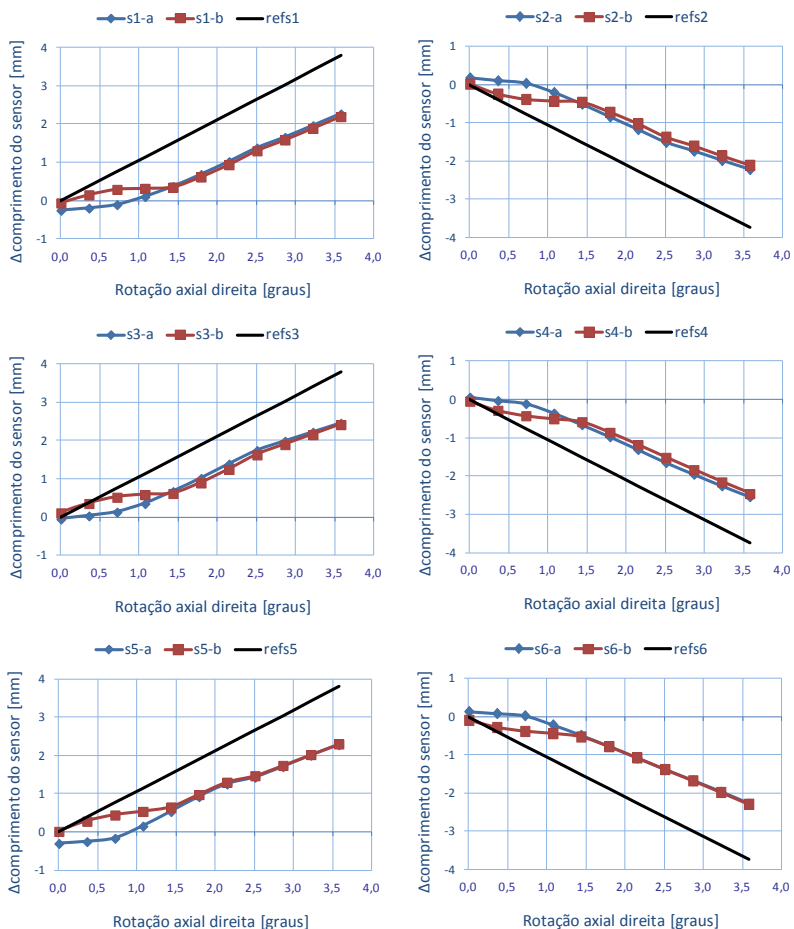 s1-a s1-b refs1
Δcomprimento do sensor [mm]
4
3
2
1
0
-1
0,0 0,5 1,0 1,5 2,0 2,5 3,0 3,5 4,0
Rotação axial direita [graus]
s2-a s2-b refs2
Δcomprimento do sensor [mm]
1
0
-1
-2
-3
-4
0,0 0,5 1,0 1,5 2,0 2,5 3,0 3,5 4,0
Rotação axial direita [graus]
s3-a s3-b refs3
Δcomprimento do sensor [mm]
4
3
2
1
0
-1
0,0 0,5 1,0 1,5 2,0 2,5 3,0 3,5 4,0
Rotação axial direita [graus]
s4-a s4-b refs4
Δcomprimento do sensor [mm]
1
0
-1
-2
-3
-4
0,0 0,5 1,0 1,5 2,0 2,5 3,0 3,5 4,0
Rotação axial direita [graus]
s5-a s5-b refs5
Δcomprimento do sensor [mm]
4
3
2
1
0
-1
0,0 0,5 1,0 1,5 2,0 2,5 3,0 3,5 4,0
Rotação axial direita [graus]
s6-a s6-b refs6
Δcomprimento do sensor [mm]
1
0
-1
-2
-3
-4
0,0 0,5 1,0 1,5 2,0 2,5 3,0 3,5 4,0
Rotação axial direita [graus]